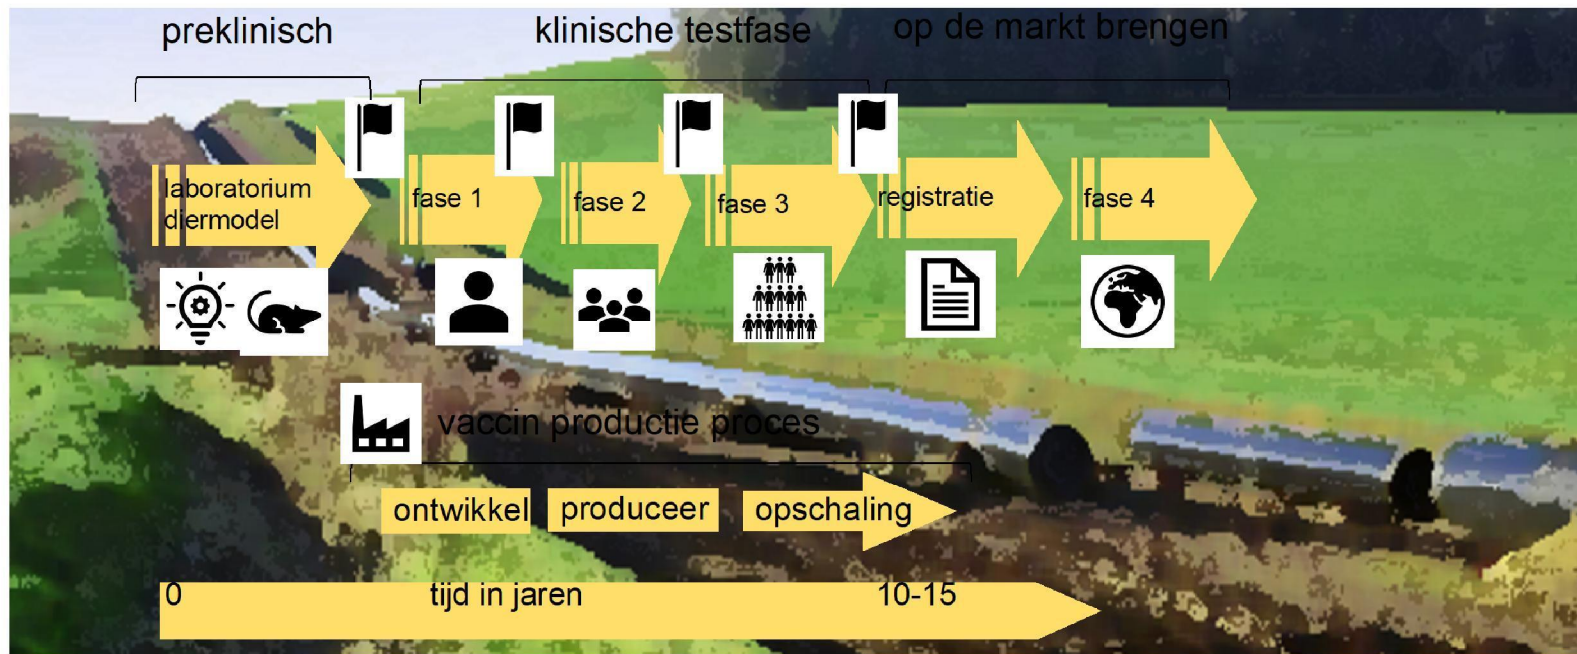 preklinisch
klinische testfase
op de markt brengen
laboratorium
diermodel
fase 1
fase 2
fase 3
registratie
fase 4
vaccin productie proces
ontwikkel
produceer
opschaling
0
tijd in jaren
10-15